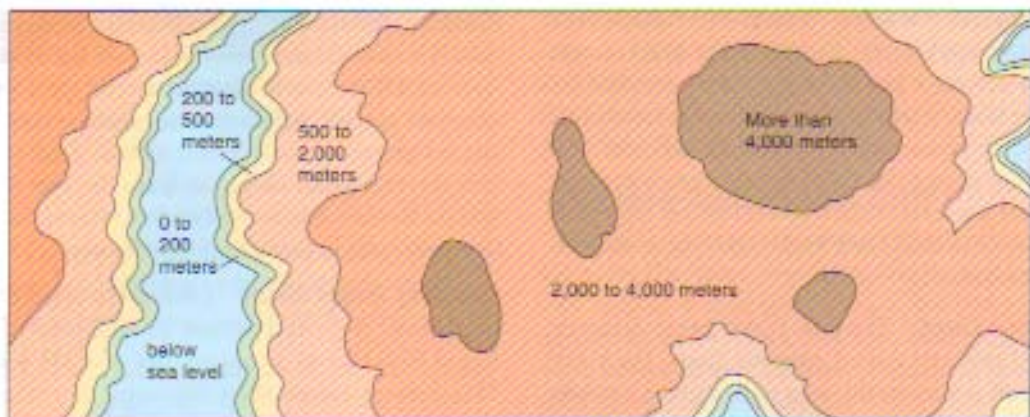 200 to
500
meters
500 to
2,000
meters
More than
4,000 meters
0 to
200
meters
2,000 to 4,000 meters
below
sea level